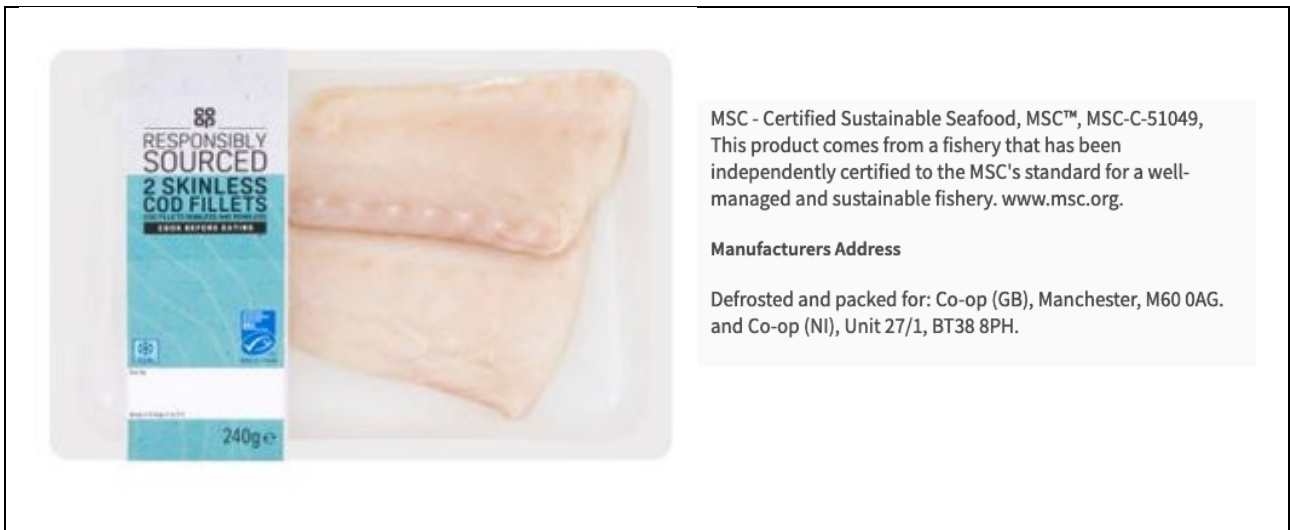 CO
OP
RESPONSIBLY
SOURCED
2 SKINLESS
COD FILLETS
COOK BEFORE EATING
240g℮
MSC - Certified Sustainable Seafood, MSC™, MSC-C-51049,
This product comes from a fishery that has been
independently certified to the MSC's standard for a well-
managed and sustainable fishery. www.msc.org.
Manufacturers Address
Defrosted and packed for: Co-op (GB), Manchester, M60 0AG.
and Co-op (NI), Unit 27/1, BT38 8PH.